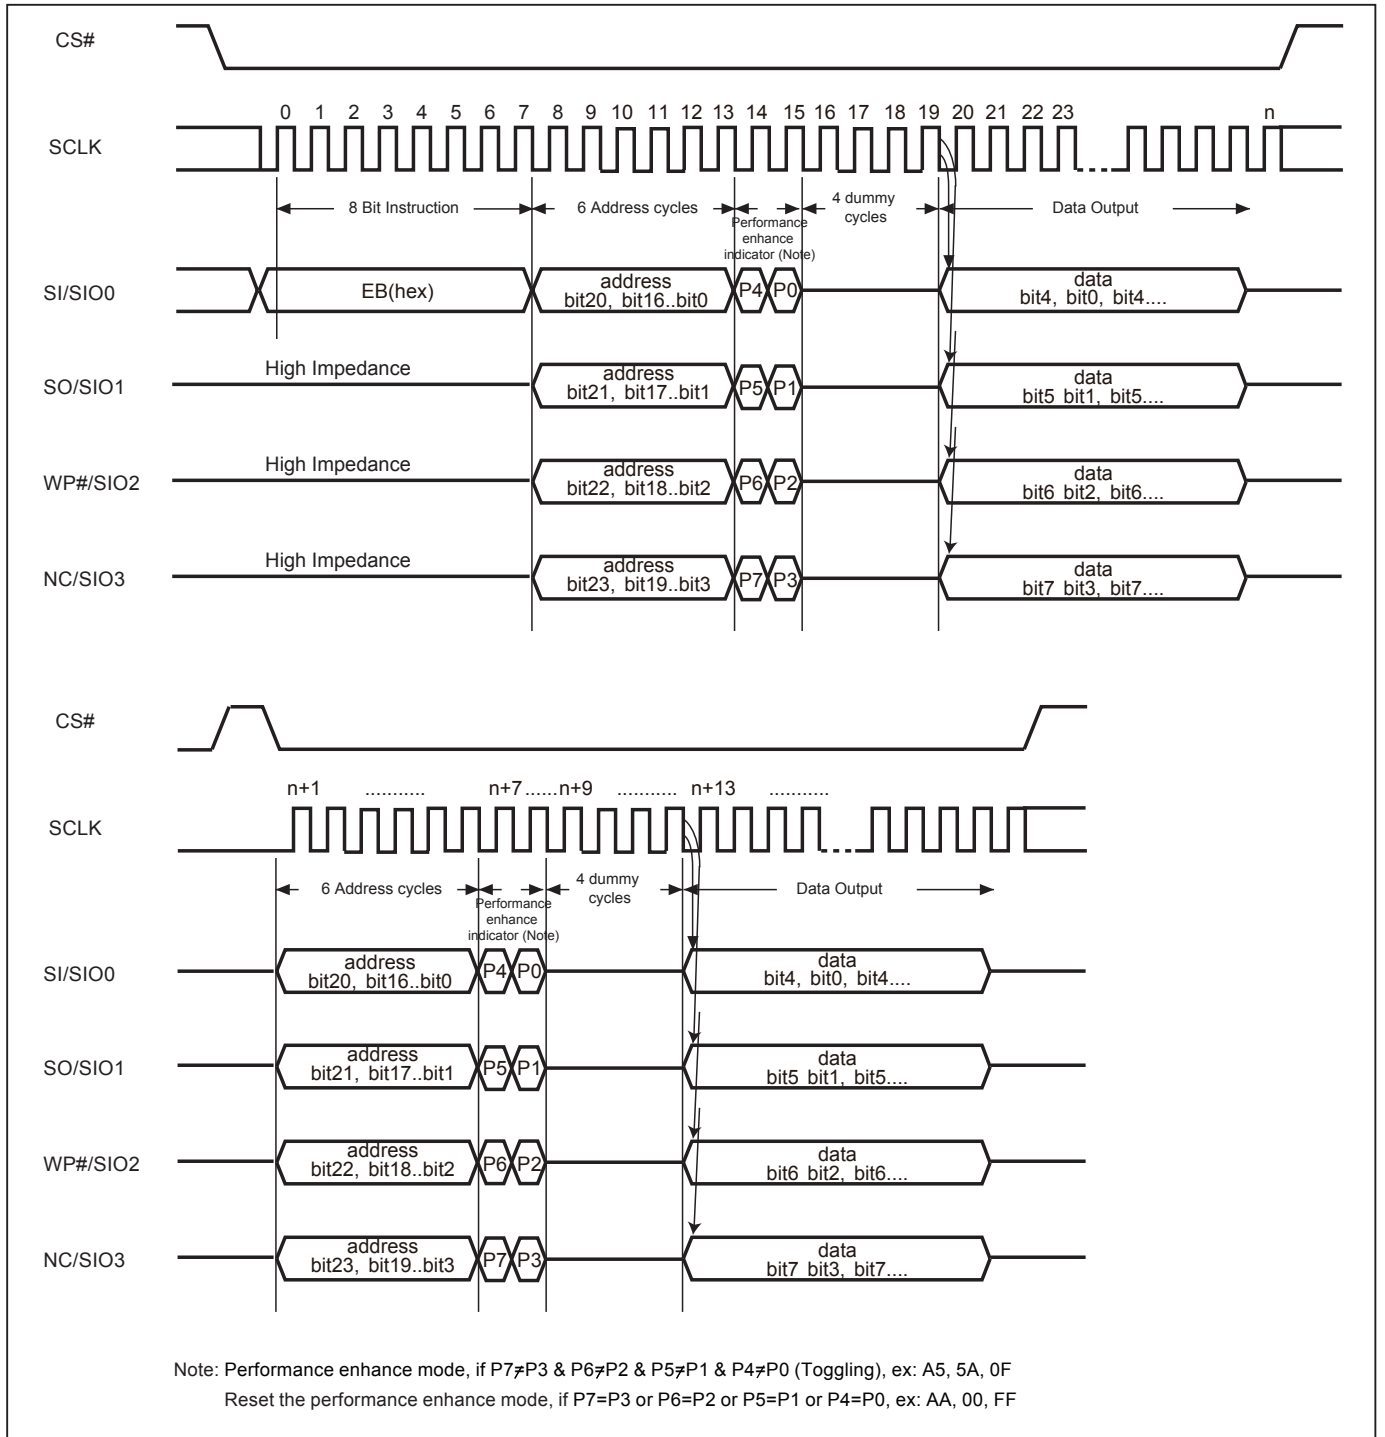 CS#
0 1 2 3 4 5 6 7 8 9 10 11 12 13 14 15 16 17 18 19 20 21 22 23 n
SCLK
8 Bit Instruction
6 Address cycles
Performance
enhance
indicator (Note)
4 dummy
cycles
Data Output
SI/SIO0
EB(hex)
address
bit20, bit16..bit0
P4 P0
data
bit4, bit0, bit4....
SO/SIO1
High Impedance
address
bit21, bit17..bit1
P5 P1
data
bit5 bit1, bit5....
WP#/SIO2
High Impedance
address
bit22, bit18..bit2
P6 P2
data
bit6 bit2, bit6....
NC/SIO3
High Impedance
address
bit23, bit19..bit3
P7 P3
data
bit7 bit3, bit7....
CS#
n+1 ........... n+7......n+9 ........... n+13 ...........
SCLK
6 Address cycles
Performance
enhance
indicator (Note)
4 dummy
cycles
Data Output
SI/SIO0
address
bit20, bit16..bit0
P4 P0
data
bit4, bit0, bit4....
SO/SIO1
address
bit21, bit17..bit1
P5 P1
data
bit5 bit1, bit5....
WP#/SIO2
address
bit22, bit18..bit2
P6 P2
data
bit6 bit2, bit6....
NC/SIO3
address
bit23, bit19..bit3
P7 P3
data
bit7 bit3, bit7....
Note: Performance enhance mode, if P7≠P3 & P6≠P2 & P5≠P1 & P4≠P0 (Toggling), ex: A5, 5A, 0F
Reset the performance enhance mode, if P7=P3 or P6=P2 or P5=P1 or P4=P0, ex: AA, 00, FF